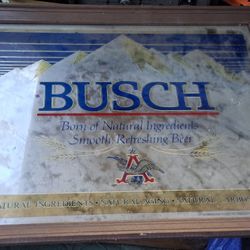 BUSCH
Born of Natural Ingredients
Smooth Refreshing Beer
A
NATURAL INGREDIENTS • NATURAL AGING • NATURAL